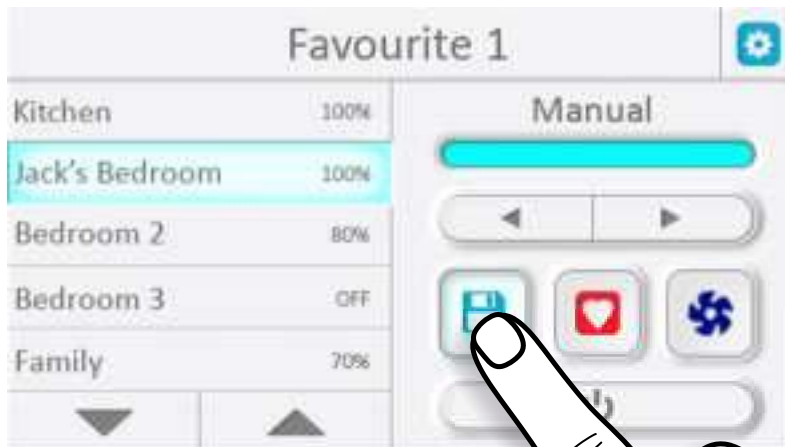 Favourite 1
Kitchen 100%
Jack's Bedroom 100%
Bedroom 2 80%
Bedroom 3 OFF
Family 70%
Manual